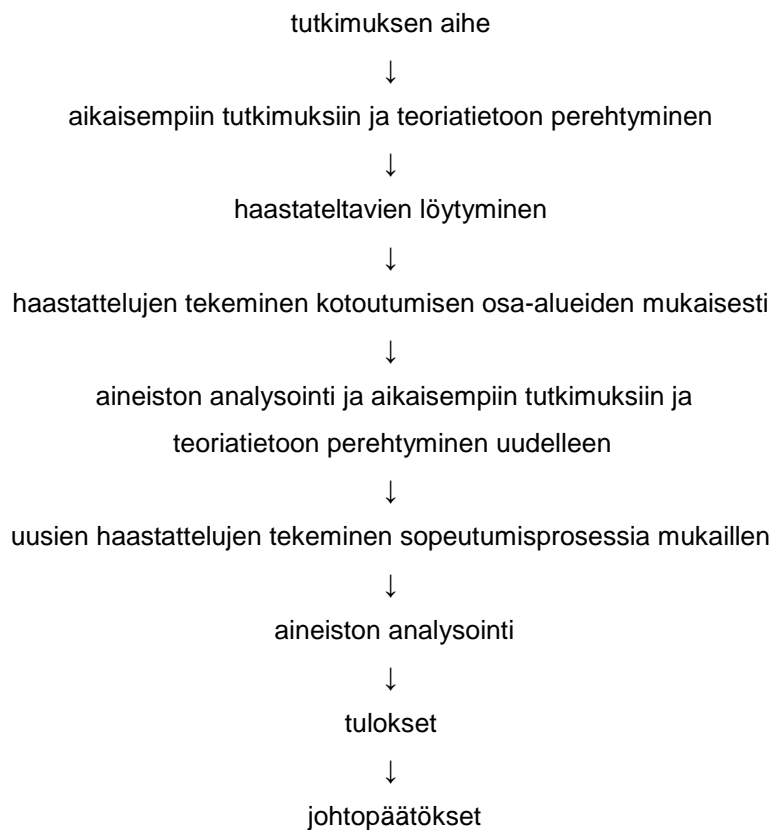 tutkimuksen aihe
↓
aikaisempiin tutkimuksiin ja teoriatietoon perehtyminen
↓
haastateltavien löytyminen
↓
haastattelujen tekeminen kotoutumisen osa-alueiden mukaisesti
↓
aineiston analysointi ja aikaisempiin tutkimuksiin ja
teoriatietoon perehtyminen uudelleen
↓
uusien haastattelujen tekeminen sopeutumisprosessia mukaillen
↓
aineiston analysointi
↓
tulokset
↓
johtopäätökset